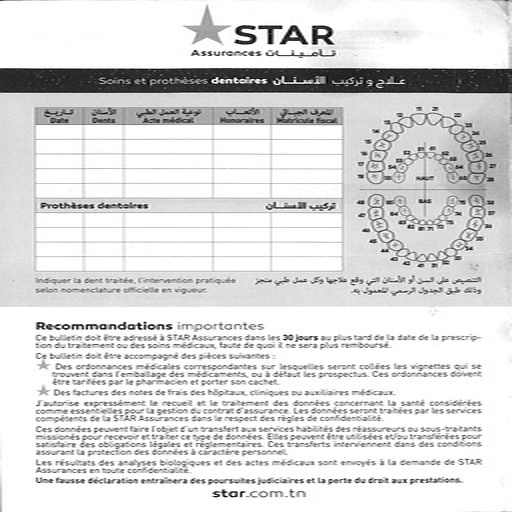 STAR
Assurances تأمينات
Soins et prothèses dentaires علاج و تركيب الأسنان
تاريخ الأسنان نوعية العمل الطبي الأتعاب المعرف الجبائي
Date Dents Acte médical Honoraires Matricule fiscal
Prothèses dentaires تركيب الأسنان
HAUT
BAS
Indiquer la dent traitée, l'intervention pratiquée
selon nomenclature officielle en vigueur.
التنصيص على السن أو الأسنان التي وقع علاجها وكل عمل طبي منجز
وذلك طبق الجدول الرسمي المعمول به.
Recommandations importantes
Ce bulletin doit être adressé à STAR Assurances dans les 30 jours au plus tard de la date de la prescrip-
tion du traitement ou des soins médicaux, faute de quoi il ne sera plus remboursé.
Ce bulletin doit être accompagné des pièces suivantes :
Des ordonnances médicales correspondantes sur lesquelles seront collées les vignettes qui se
trouvent dans l'emballage des médicaments, ou à défaut les prospectus. Ces ordonnances doivent
être tarifées par le pharmacien et porter son cachet.
Des factures des notes de frais des hôpitaux, cliniques ou auxiliaires médicaux.
J'autorise expressément le recueil et le traitement des données concernant la santé considérées
comme essentielles pour la gestion du contrat d'assurance. Les données seront traitées par les services
compétents de la STAR Assurances dans le respect des règles de confidentialité.
Ces données peuvent faire l'objet d'un transfert aux services habilités des réassureurs ou sous-traitants
missionnés pour recevoir et traiter ce type de données. Elles peuvent être utilisées et/ou transférées pour
satisfaire des obligations légales et réglementaires. Ces transferts interviennent dans des conditions
assurant la protection des données à caractère personnel.
Les résultats des analyses biologiques et des actes médicaux sont envoyés à la demande de STAR
Assurances en toute confidentialité.
Une fausse déclaration entraînera des poursuites judiciaires et la perte du droit aux prestations.
star.com.tn